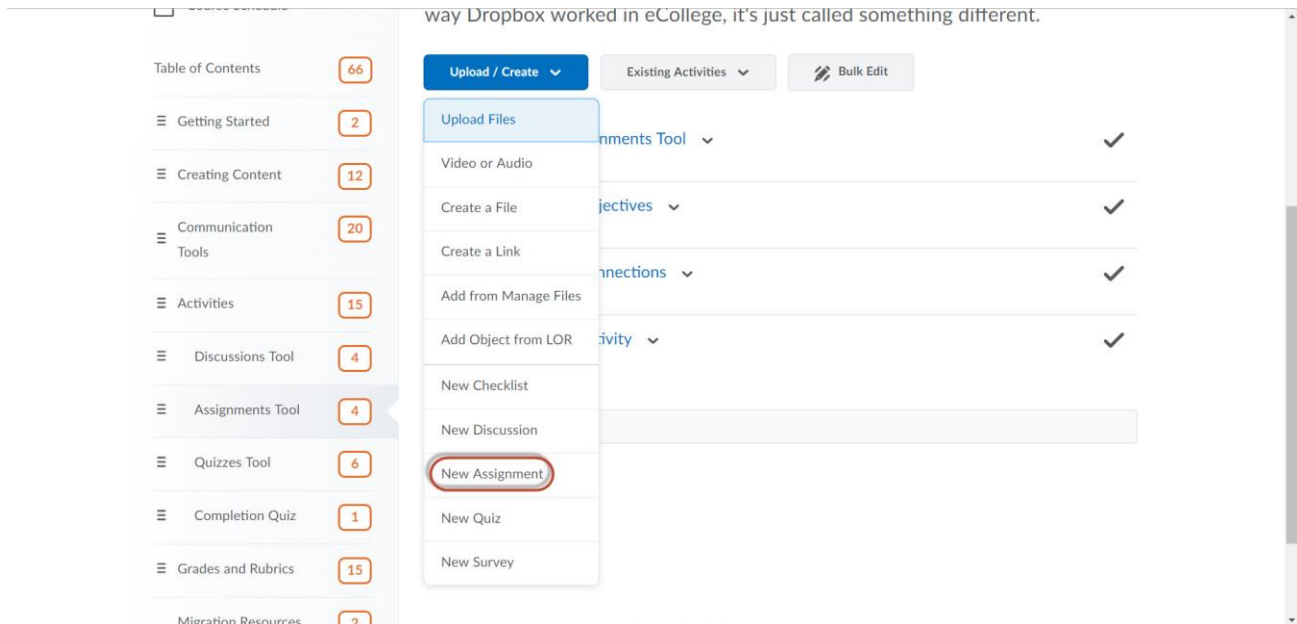 way Dropbox worked in eCollege, it's just called something different.
Table of Contents 66
Getting Started 2
Creating Content 12
Communication Tools 20
Activities 15
Discussions Tool 4
Assignments Tool 4
Quizzes Tool 6
Completion Quiz 1
Grades and Rubrics 15
Migration Resources 2
Upload / Create
Existing Activities
Bulk Edit
Upload Files
Video or Audio
Create a File
Create a Link
Add from Manage Files
Add Object from LOR
New Checklist
New Discussion
New Assignment
New Quiz
New Survey
nments Tool
jectives
nnections
tivity